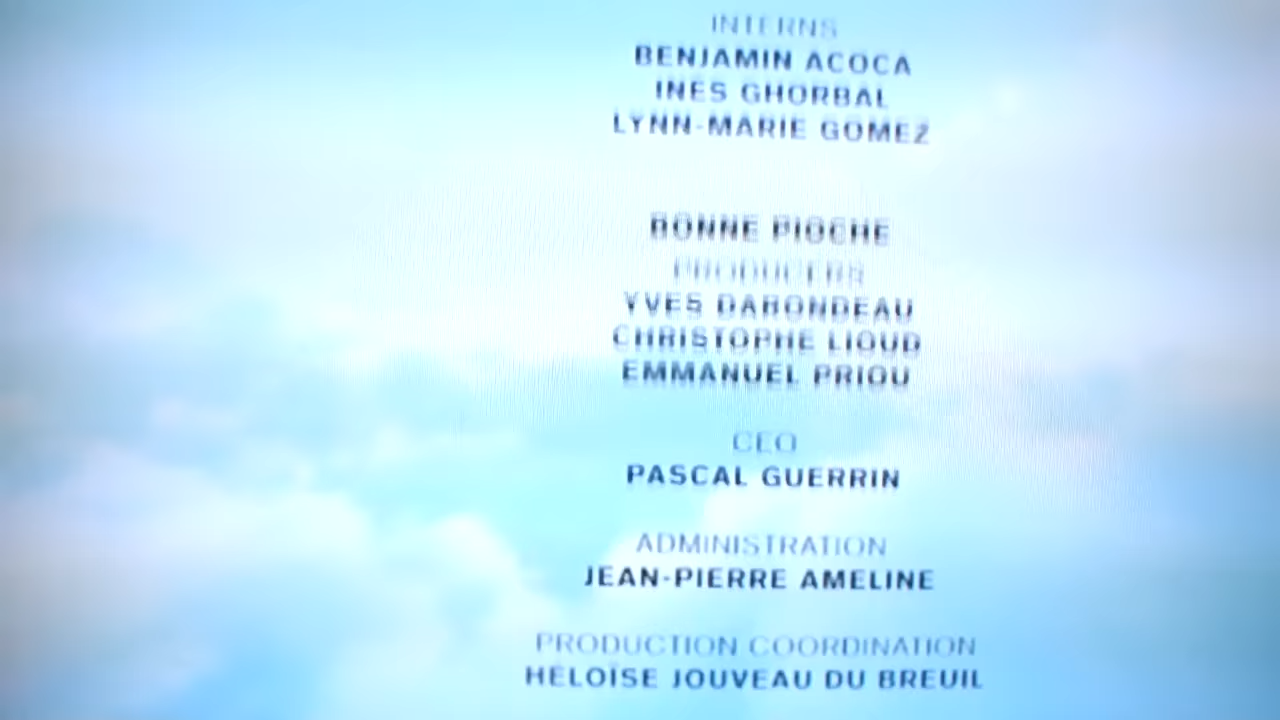 INTERNS
BENJAMIN ACOCA
INES GHORBAL
LYNN-MARIE GOMEZ
BONNE PIOCHE
PRODUCERS
YVES DARONDEAU
CHRISTOPHE LIOUD
EMMANUEL PRIOU
CEO
PASCAL GUERRIN
ADMINISTRATION
JEAN-PIERRE AMELINE
PRODUCTION COORDINATION
HELOÏSE JOUVEAU DU BREUIL